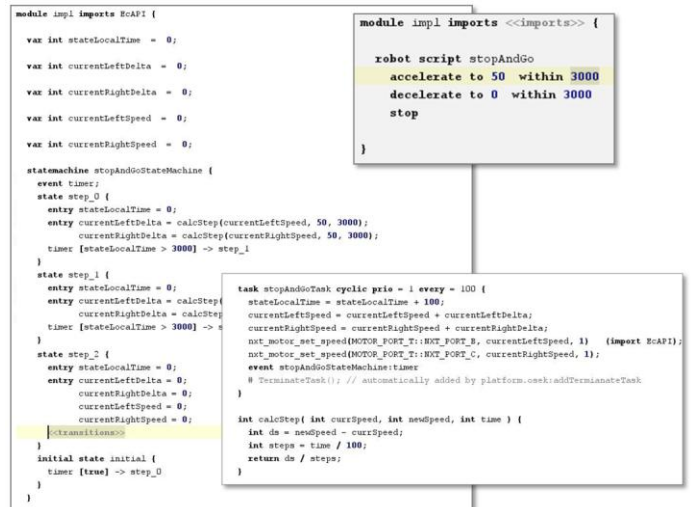 module impl imports EcAPI {
var int stateLocalTime = 0;
var int currentLeftDelta = 0;
var int currentRightDelta = 0;
var int currentLeftSpeed = 0;
var int currentRightSpeed = 0;
statemachine stopAndGoStateMachine {
event timer;
state step_0 {
entry stateLocalTime = 0;
entry currentLeftDelta = calcStep(currentLeftSpeed, 50, 3000);
currentRightDelta = calcStep(currentRightSpeed, 50, 3000);
timer [stateLocalTime > 3000] -> step_1
}
state step_1 {
entry stateLocalTime = 0;
entry currentLeftDelta = calcStep(
currentRightDelta = calcStep
timer [stateLocalTime > 3000] -> s
}
state step_2 {
entry stateLocalTime = 0;
entry currentLeftDelta = 0;
currentRightDelta = 0;
currentLeftSpeed = 0;
currentRightSpeed = 0;
<<transitions>>
}
initial state initial {
timer [true] -> step_0
}
}
module impl imports <<imports>> {
robot script stopAndGo
accelerate to 50 within 3000
decelerate to 0 within 3000
stop
}
task stopAndGoTask cyclic prio = 1 every = 100 {
stateLocalTime = stateLocalTime + 100;
currentLeftSpeed = currentLeftSpeed + currentLeftDelta;
currentRightSpeed = currentRightSpeed + currentRightDelta;
nxt_motor_set_speed(MOTOR_PORT_T::NXT_PORT_B, currentLeftSpeed, 1) (import EcAPI);
nxt_motor_set_speed(MOTOR_PORT_T::NXT_PORT_C, currentRightSpeed, 1);
event stopAndGoStateMachine:timer
# TerminateTask(); // automatically added by platform.osek:addTermianateTask
}
int calcStep( int currSpeed, int newSpeed, int time ) {
int ds = newSpeed - currSpeed;
int steps = time / 100;
return ds / steps;
}